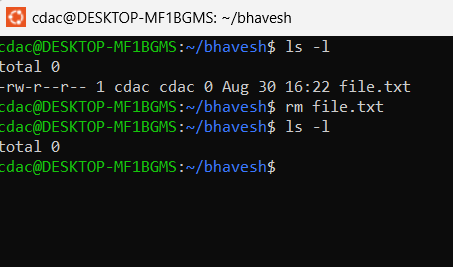 cdac@DESKTOP-MF1BGMS: ~/bhavesh
cdac@DESKTOP-MF1BGMS:~/bhavesh$ ls -l
total 0
-rw-r--r-- 1 cdac cdac 0 Aug 30 16:22 file.txt
cdac@DESKTOP-MF1BGMS:~/bhavesh$ rm file.txt
cdac@DESKTOP-MF1BGMS:~/bhavesh$ ls -l
total 0
cdac@DESKTOP-MF1BGMS:~/bhavesh$